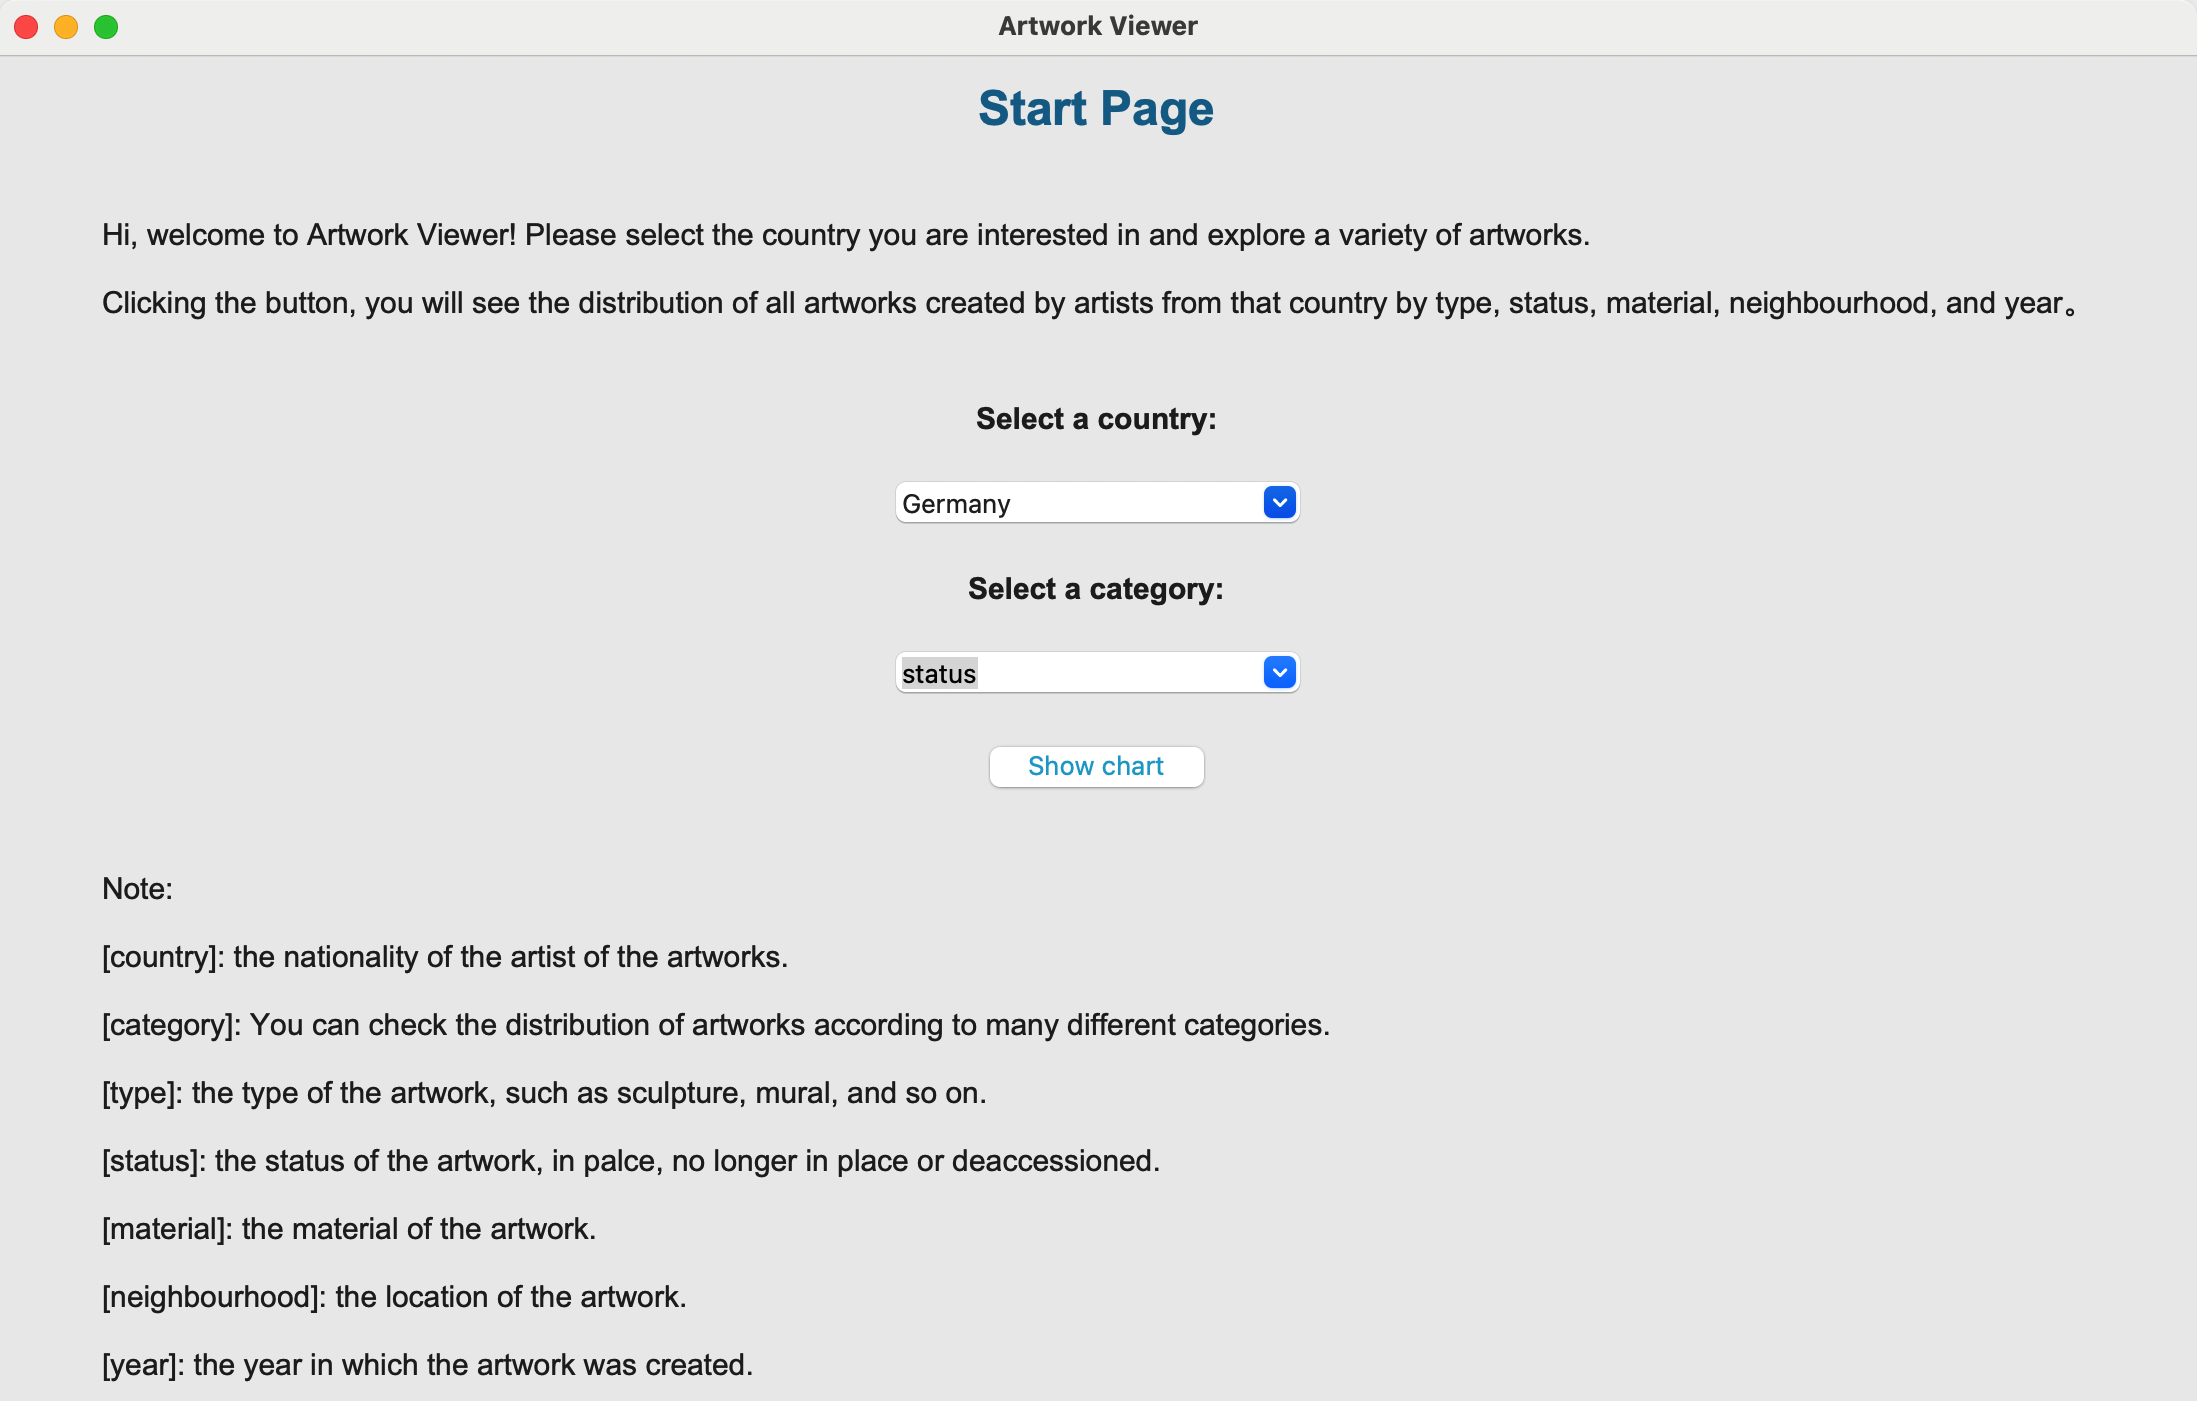 Artwork Viewer
Start Page
Hi, welcome to Artwork Viewer! Please select the country you are interested in and explore a variety of artworks.
Clicking the button, you will see the distribution of all artworks created by artists from that country by type, status, material, neighbourhood, and year。
Select a country:
Germany
Select a category:
status
Show chart
Note:
[country]: the nationality of the artist of the artworks.
[category]: You can check the distribution of artworks according to many different categories.
[type]: the type of the artwork, such as sculpture, mural, and so on.
[status]: the status of the artwork, in palce, no longer in place or deaccessioned.
[material]: the material of the artwork.
[neighbourhood]: the location of the artwork.
[year]: the year in which the artwork was created.